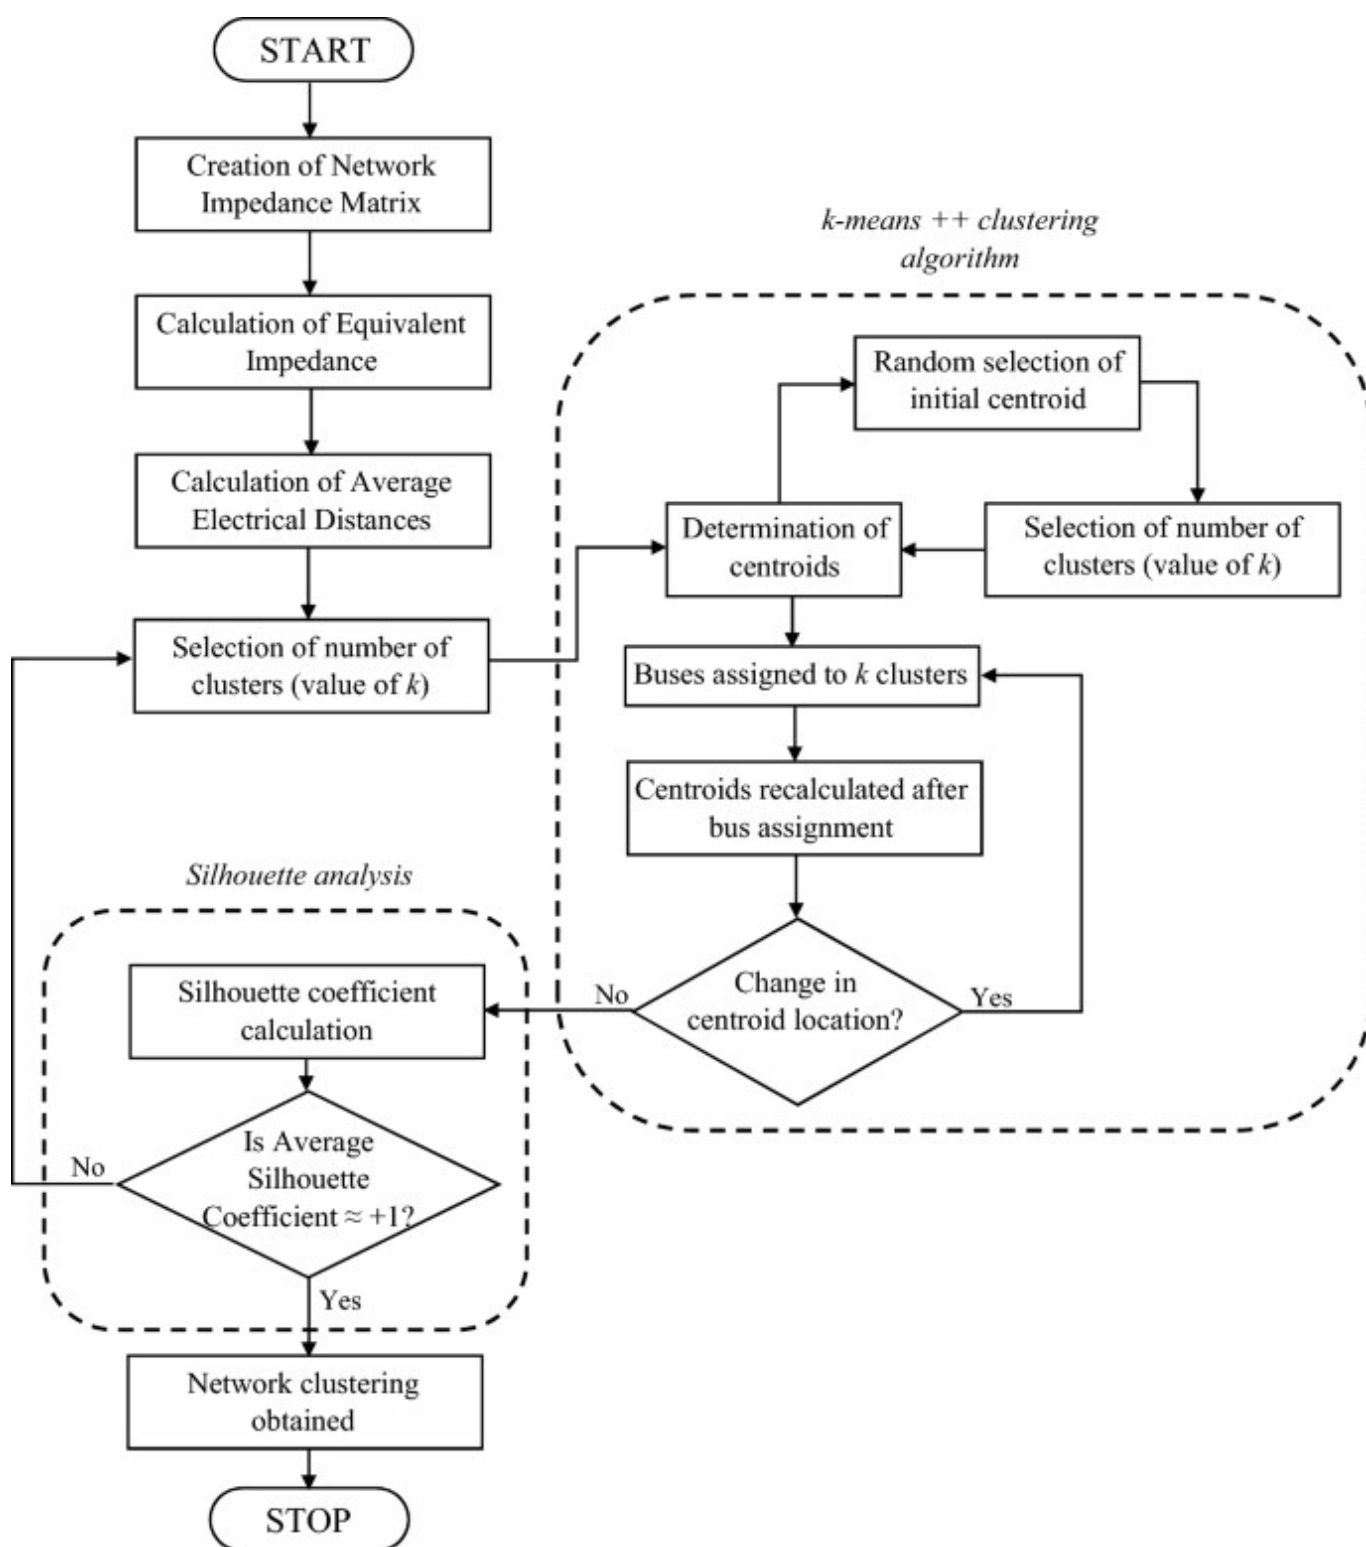 START
Creation of Network
Impedance Matrix
Calculation of Equivalent
Impedance
Calculation of Average
Electrical Distances
Selection of number of
clusters (value of k)
k-means ++ clustering
algorithm
Random selection of
initial centroid
Selection of number of
clusters (value of k)
Determination of
centroids
Buses assigned to k clusters
Centroids recalculated after
bus assignment
Change in
centroid location?
Yes
No
Silhouette analysis
Silhouette coefficient
calculation
Is Average
Silhouette
Coefficient ≈ +1?
No
Yes
Network clustering
obtained
STOP